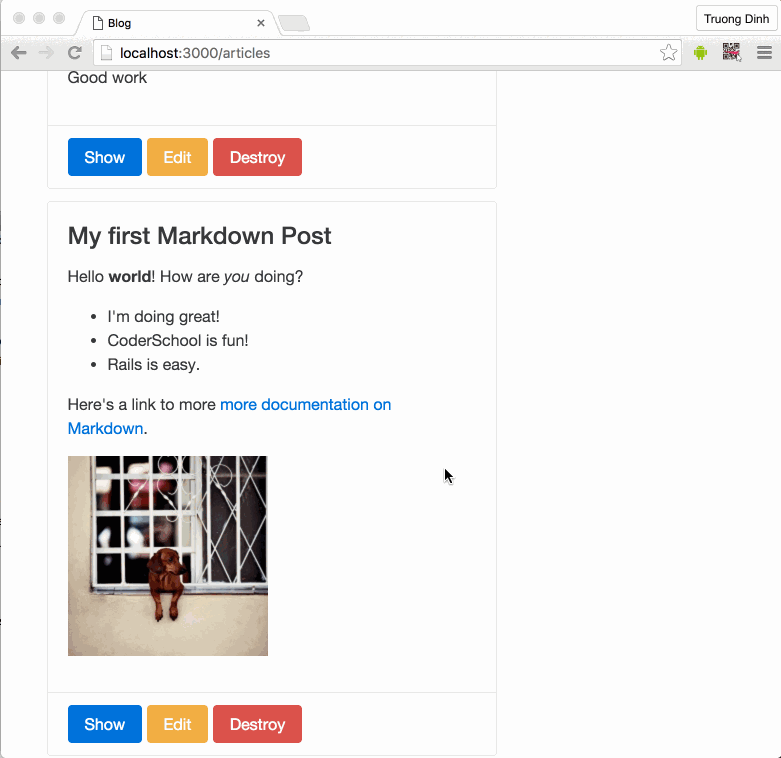 Blog
Truong Dinh
localhost:3000/articles
Good work
Show Edit Destroy
My first Markdown Post
Hello world! How are you doing?
• I'm doing great!
• CoderSchool is fun!
• Rails is easy.
Here's a link to more more documentation on
Markdown.
Show Edit Destroy